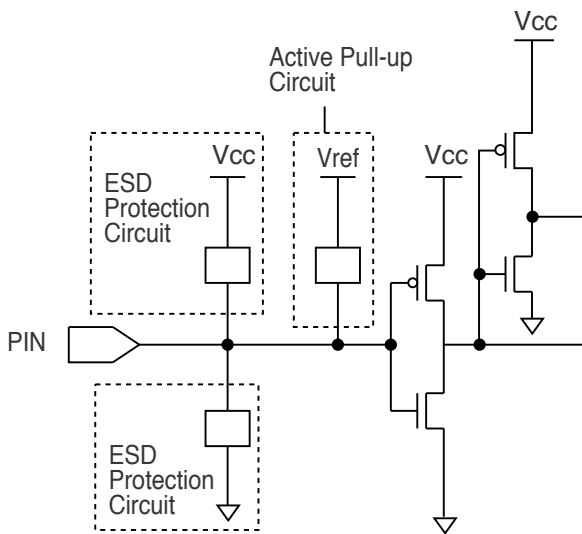 Vcc
Active Pull-up
Circuit
Vcc
Vref
Vcc
ESD
Protection
Circuit
PIN
ESD
Protection
Circuit